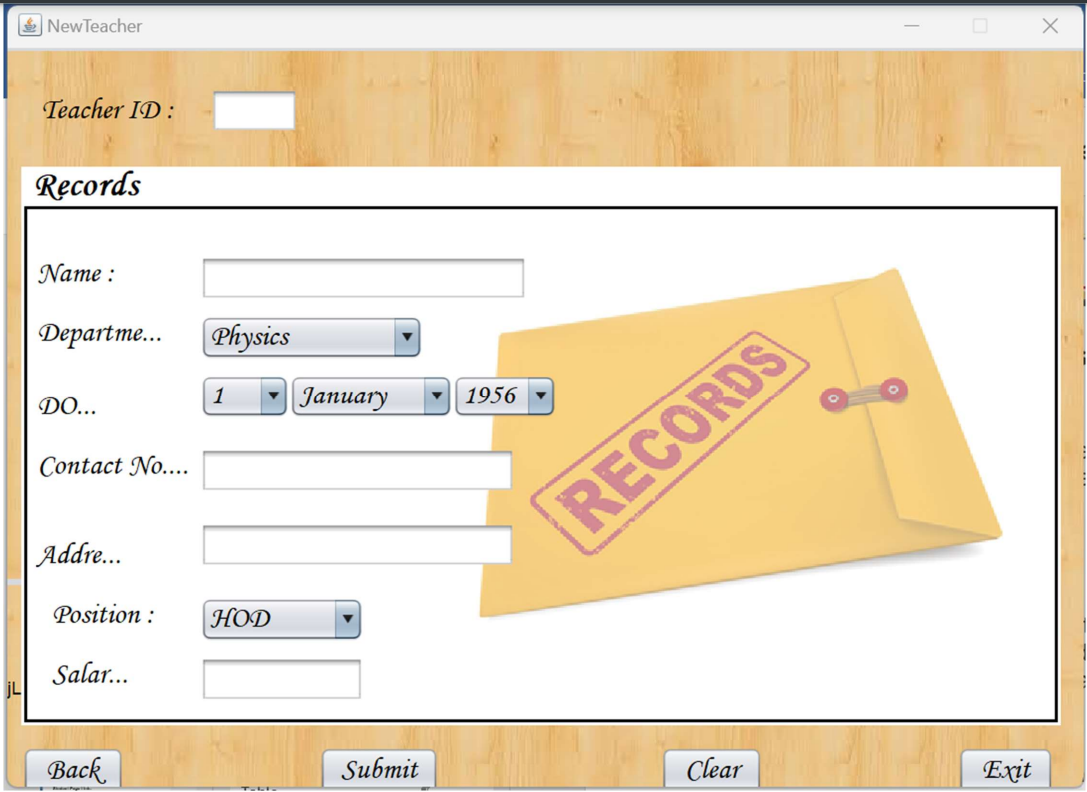 NewTeacher
Teacher ID :
Records
Name :
Departme...
Physics
DO...
1 January 1956
Contact No....
Addre...
Position :
HOD
Salar...
RECORDS
jL
Back Submit Clear Exit